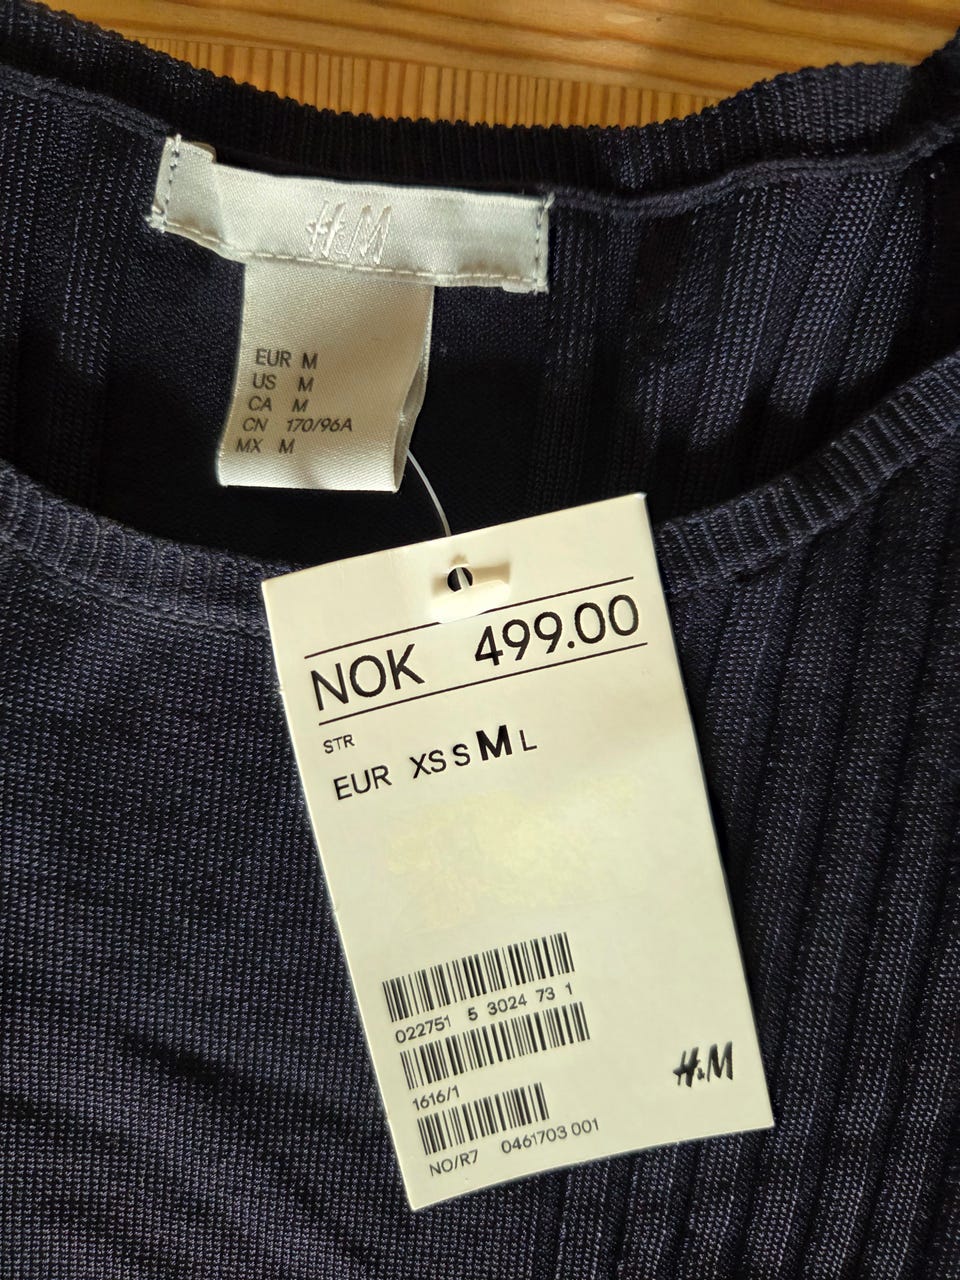 H&M
EUR M
US M
CA M
CN 170/96A
MX M
NOK 499.00
STR
EUR XS S M L
022751 5 3024 73 1
1616/1
NO/R7 0461703 001
H&M